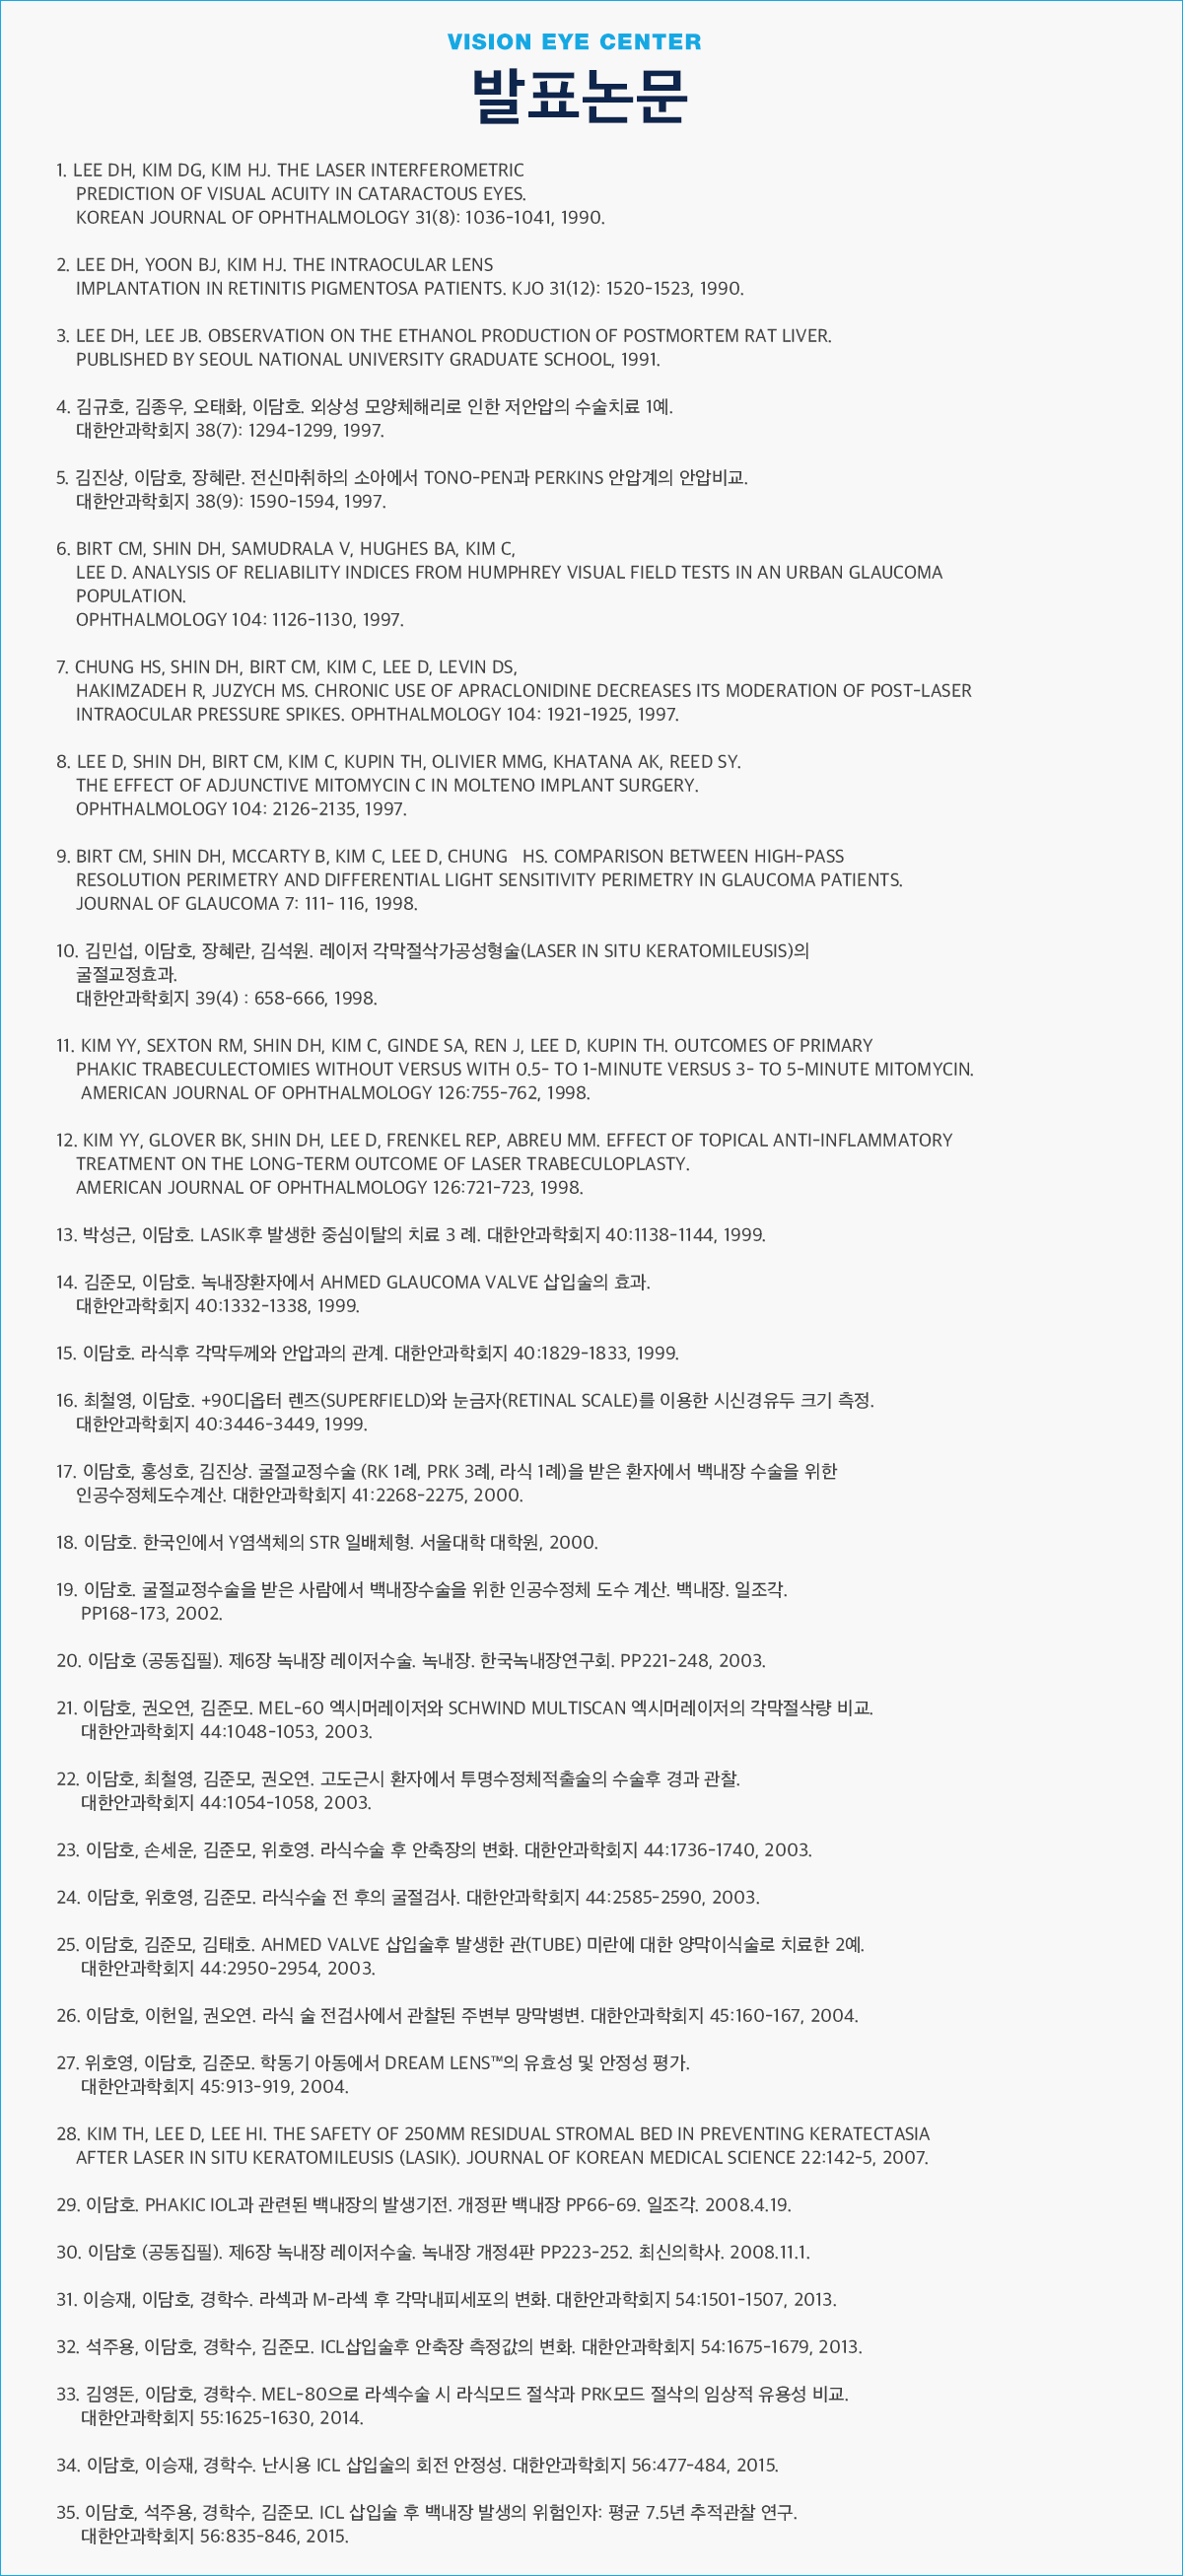 VISION EYE CENTER
발표논문
1. LEE DH, KIM DG, KIM HJ. THE LASER INTERFEROMETRIC
PREDICTION OF VISUAL ACUITY IN CATARACTOUS EYES.
KOREAN JOURNAL OF OPHTHALMOLOGY 31(8): 1036-1041, 1990.
2. LEE DH, YOON BJ, KIM HJ. THE INTRAOCULAR LENS
IMPLANTATION IN RETINITIS PIGMENTOSA PATIENTS. KJO 31(12): 1520-1523, 1990.
3. LEE DH, LEE JB. OBSERVATION ON THE ETHANOL PRODUCTION OF POSTMORTEM RAT LIVER.
PUBLISHED BY SEOUL NATIONAL UNIVERSITY GRADUATE SCHOOL, 1991.
4. 김규호, 김종우, 오태화, 이담호. 외상성 모양체해리로 인한 저안압의 수술치료 1예.
대한안과학회지 38(7): 1294-1299, 1997.
5. 김진상, 이담호, 장혜란. 전신마취하의 소아에서 TONO-PEN과 PERKINS 안압계의 안압비교.
대한안과학회지 38(9): 1590-1594, 1997.
6. BIRT CM, SHIN DH, SAMUDRALA V, HUGHES BA, KIM C,
LEE D. ANALYSIS OF RELIABILITY INDICES FROM HUMPHREY VISUAL FIELD TESTS IN AN URBAN GLAUCOMA
POPULATION.
OPHTHALMOLOGY 104: 1126-1130, 1997.
7. CHUNG HS, SHIN DH, BIRT CM, KIM C, LEE D, LEVIN DS,
HAKIMZADEH R, JUZYCH MS. CHRONIC USE OF APRACLONIDINE DECREASES ITS MODERATION OF POST-LASER
INTRAOCULAR PRESSURE SPIKES. OPHTHALMOLOGY 104: 1921-1925, 1997.
8. LEE D, SHIN DH, BIRT CM, KIM C, KUPIN TH, OLIVIER MMG, KHATANA AK, REED SY.
THE EFFECT OF ADJUNCTIVE MITOMYCIN C IN MOLTENO IMPLANT SURGERY.
OPHTHALMOLOGY 104: 2126-2135, 1997.
9. BIRT CM, SHIN DH, MCCARTY B, KIM C, LEE D, CHUNG HS. COMPARISON BETWEEN HIGH-PASS
RESOLUTION PERIMETRY AND DIFFERENTIAL LIGHT SENSITIVITY PERIMETRY IN GLAUCOMA PATIENTS.
JOURNAL OF GLAUCOMA 7: 111- 116, 1998.
10. 김민섭, 이담호, 장혜란, 김석원. 레이저 각막절삭가공성형술(LASER IN SITU KERATOMILEUSIS)의
굴절교정효과.
대한안과학회지 39(4) : 658-666, 1998.
11. KIM YY, SEXTON RM, SHIN DH, KIM C, GINDE SA, REN J, LEE D, KUPIN TH. OUTCOMES OF PRIMARY
PHAKIC TRABECULECTOMIES WITHOUT VERSUS WITH 0.5- TO 1-MINUTE VERSUS 3- TO 5-MINUTE MITOMYCIN.
AMERICAN JOURNAL OF OPHTHALMOLOGY 126:755-762, 1998.
12. KIM YY, GLOVER BK, SHIN DH, LEE D, FRENKEL REP, ABREU MM. EFFECT OF TOPICAL ANTI-INFLAMMATORY
TREATMENT ON THE LONG-TERM OUTCOME OF LASER TRABECULOPLASTY.
AMERICAN JOURNAL OF OPHTHALMOLOGY 126:721-723, 1998.
13. 박성근, 이담호. LASIK후 발생한 중심이탈의 치료 3 례. 대한안과학회지 40:1138-1144, 1999.
14. 김준모, 이담호. 녹내장환자에서 AHMED GLAUCOMA VALVE 삽입술의 효과.
대한안과학회지 40:1332-1338, 1999.
15. 이담호. 라식후 각막두께와 안압과의 관계. 대한안과학회지 40:1829-1833, 1999.
16. 최철영, 이담호. +90디옵터 렌즈(SUPERFIELD)와 눈금자(RETINAL SCALE)를 이용한 시신경유두 크기 측정.
대한안과학회지 40:3446-3449, 1999.
17. 이담호, 홍성호, 김진상. 굴절교정수술 (RK 1례, PRK 3례, 라식 1례)을 받은 환자에서 백내장 수술을 위한
인공수정체도수계산. 대한안과학회지 41:2268-2275, 2000.
18. 이담호. 한국인에서 Y염색체의 STR 일배체형. 서울대학 대학원, 2000.
19. 이담호. 굴절교정수술을 받은 사람에서 백내장수술을 위한 인공수정체 도수 계산. 백내장. 일조각.
PP168-173, 2002.
20. 이담호 (공동집필). 제6장 녹내장 레이저수술. 녹내장. 한국녹내장연구회. PP221-248, 2003.
21. 이담호, 권오연, 김준모. MEL-60 엑시머레이저와 SCHWIND MULTISCAN 엑시머레이저의 각막절삭량 비교.
대한안과학회지 44:1048-1053, 2003.
22. 이담호, 최철영, 김준모, 권오연. 고도근시 환자에서 투명수정체적출술의 수술후 경과 관찰.
대한안과학회지 44:1054-1058, 2003.
23. 이담호, 손세운, 김준모, 위호영. 라식수술 후 안축장의 변화. 대한안과학회지 44:1736-1740, 2003.
24. 이담호, 위호영, 김준모. 라식수술 전 후의 굴절검사. 대한안과학회지 44:2585-2590, 2003.
25. 이담호, 김준모, 김태호. AHMED VALVE 삽입술후 발생한 관(TUBE) 미란에 대한 양막이식술로 치료한 2예.
대한안과학회지 44:2950-2954, 2003.
26. 이담호, 이헌일, 권오연. 라식 술 전검사에서 관찰된 주변부 망막병변. 대한안과학회지 45:160-167, 2004.
27. 위호영, 이담호, 김준모. 학동기 아동에서 DREAM LENS™의 유효성 및 안정성 평가.
대한안과학회지 45:913-919, 2004.
28. KIM TH, LEE D, LEE HI. THE SAFETY OF 250MM RESIDUAL STROMAL BED IN PREVENTING KERATECTASIA
AFTER LASER IN SITU KERATOMILEUSIS (LASIK). JOURNAL OF KOREAN MEDICAL SCIENCE 22:142-5, 2007.
29. 이담호. PHAKIC IOL과 관련된 백내장의 발생기전. 개정판 백내장 PP66-69. 일조각. 2008.4.19.
30. 이담호 (공동집필). 제6장 녹내장 레이저수술. 녹내장 개정4판 PP223-252. 최신의학사. 2008.11.1.
31. 이승재, 이담호, 경학수. 라섹과 M-라섹 후 각막내피세포의 변화. 대한안과학회지 54:1501-1507, 2013.
32. 석주용, 이담호, 경학수, 김준모. ICL삽입술후 안축장 측정값의 변화. 대한안과학회지 54:1675-1679, 2013.
33. 김영돈, 이담호, 경학수. MEL-80으로 라섹수술 시 라식모드 절삭과 PRK모드 절삭의 임상적 유용성 비교.
대한안과학회지 55:1625-1630, 2014.
34. 이담호, 이승재, 경학수. 난시용 ICL 삽입술의 회전 안정성. 대한안과학회지 56:477-484, 2015.
35. 이담호, 석주용, 경학수, 김준모. ICL 삽입술 후 백내장 발생의 위험인자: 평균 7.5년 추적관찰 연구.
대한안과학회지 56:835-846, 2015.